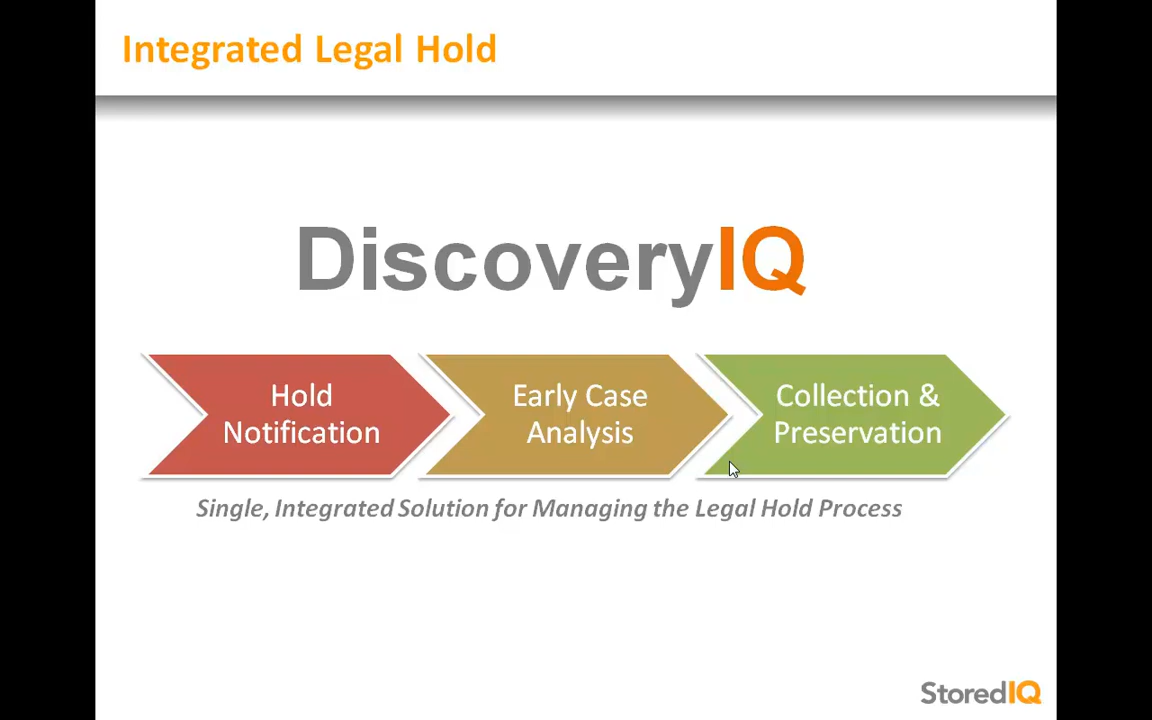 Integrated Legal Hold
DiscoveryIQ
Hold
Notification
Early Case
Analysis
Collection &
Preservation
Single, Integrated Solution for Managing the Legal Hold Process
StoredIQ